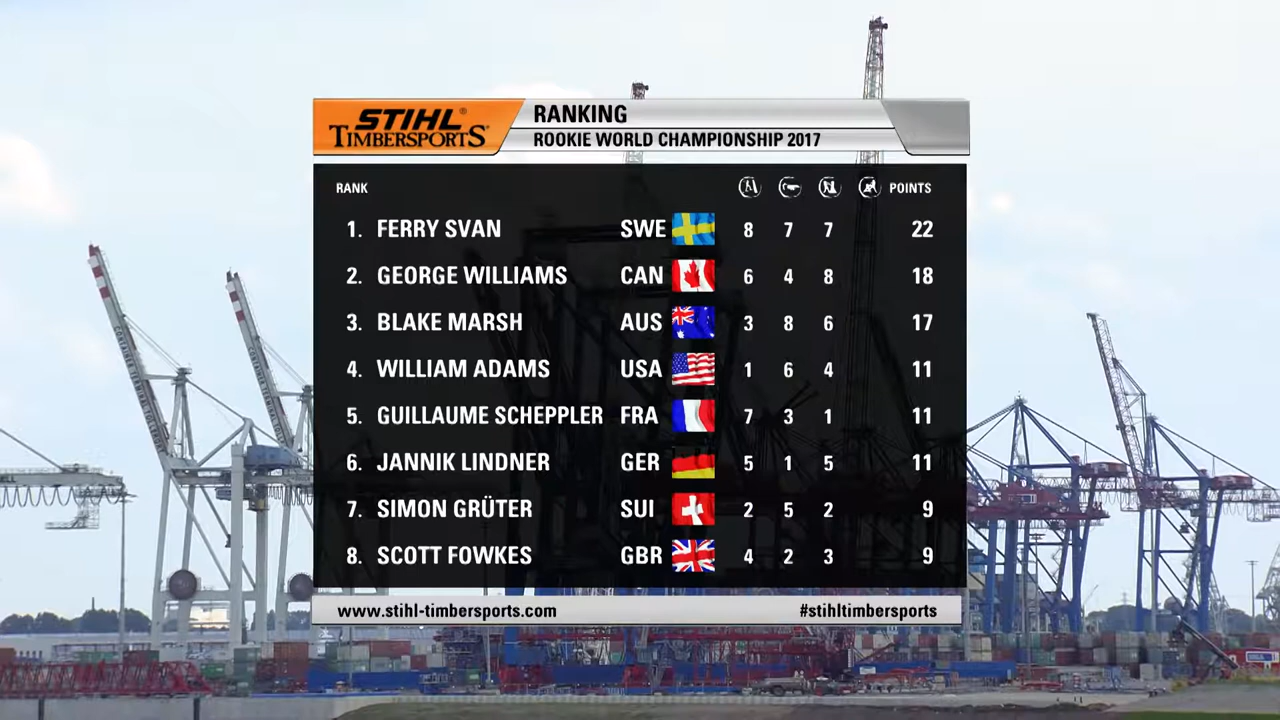 STIHL®
TIMBERSPORTS®
RANKING
ROOKIE WORLD CHAMPIONSHIP 2017
RANK POINTS
1. FERRY SVAN SWE 8 7 7 22
2. GEORGE WILLIAMS CAN 6 4 8 18
3. BLAKE MARSH AUS 3 8 6 17
4. WILLIAM ADAMS USA 1 6 4 11
5. GUILLAUME SCHEPPLER FRA 7 3 1 11
6. JANNIK LINDNER GER 5 1 5 11
7. SIMON GRÜTER SUI 2 5 2 9
8. SCOTT FOWKES GBR 4 2 3 9
www.stihl-timbersports.com #stihltimbersports